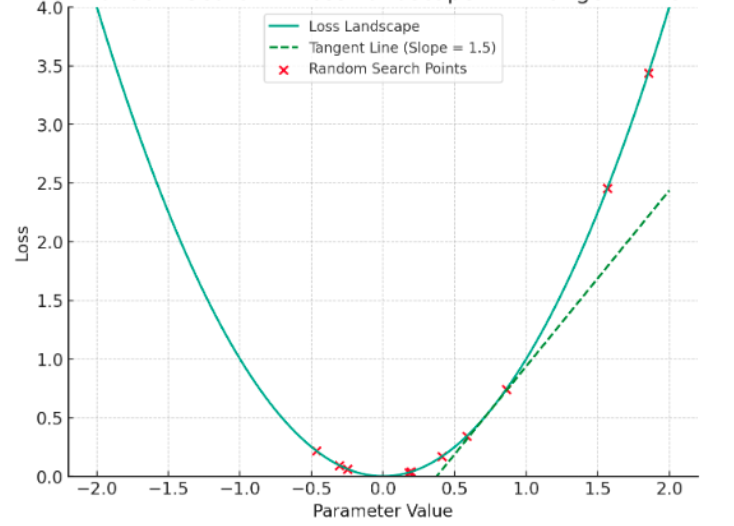 4.0
3.5
3.0
2.5
2.0
1.5
1.0
0.5
0.0
Loss
Loss Landscape
Tangent Line (Slope = 1.5)
Random Search Points
−2.0 −1.5 −1.0 −0.5 0.0 0.5 1.0 1.5 2.0
Parameter Value